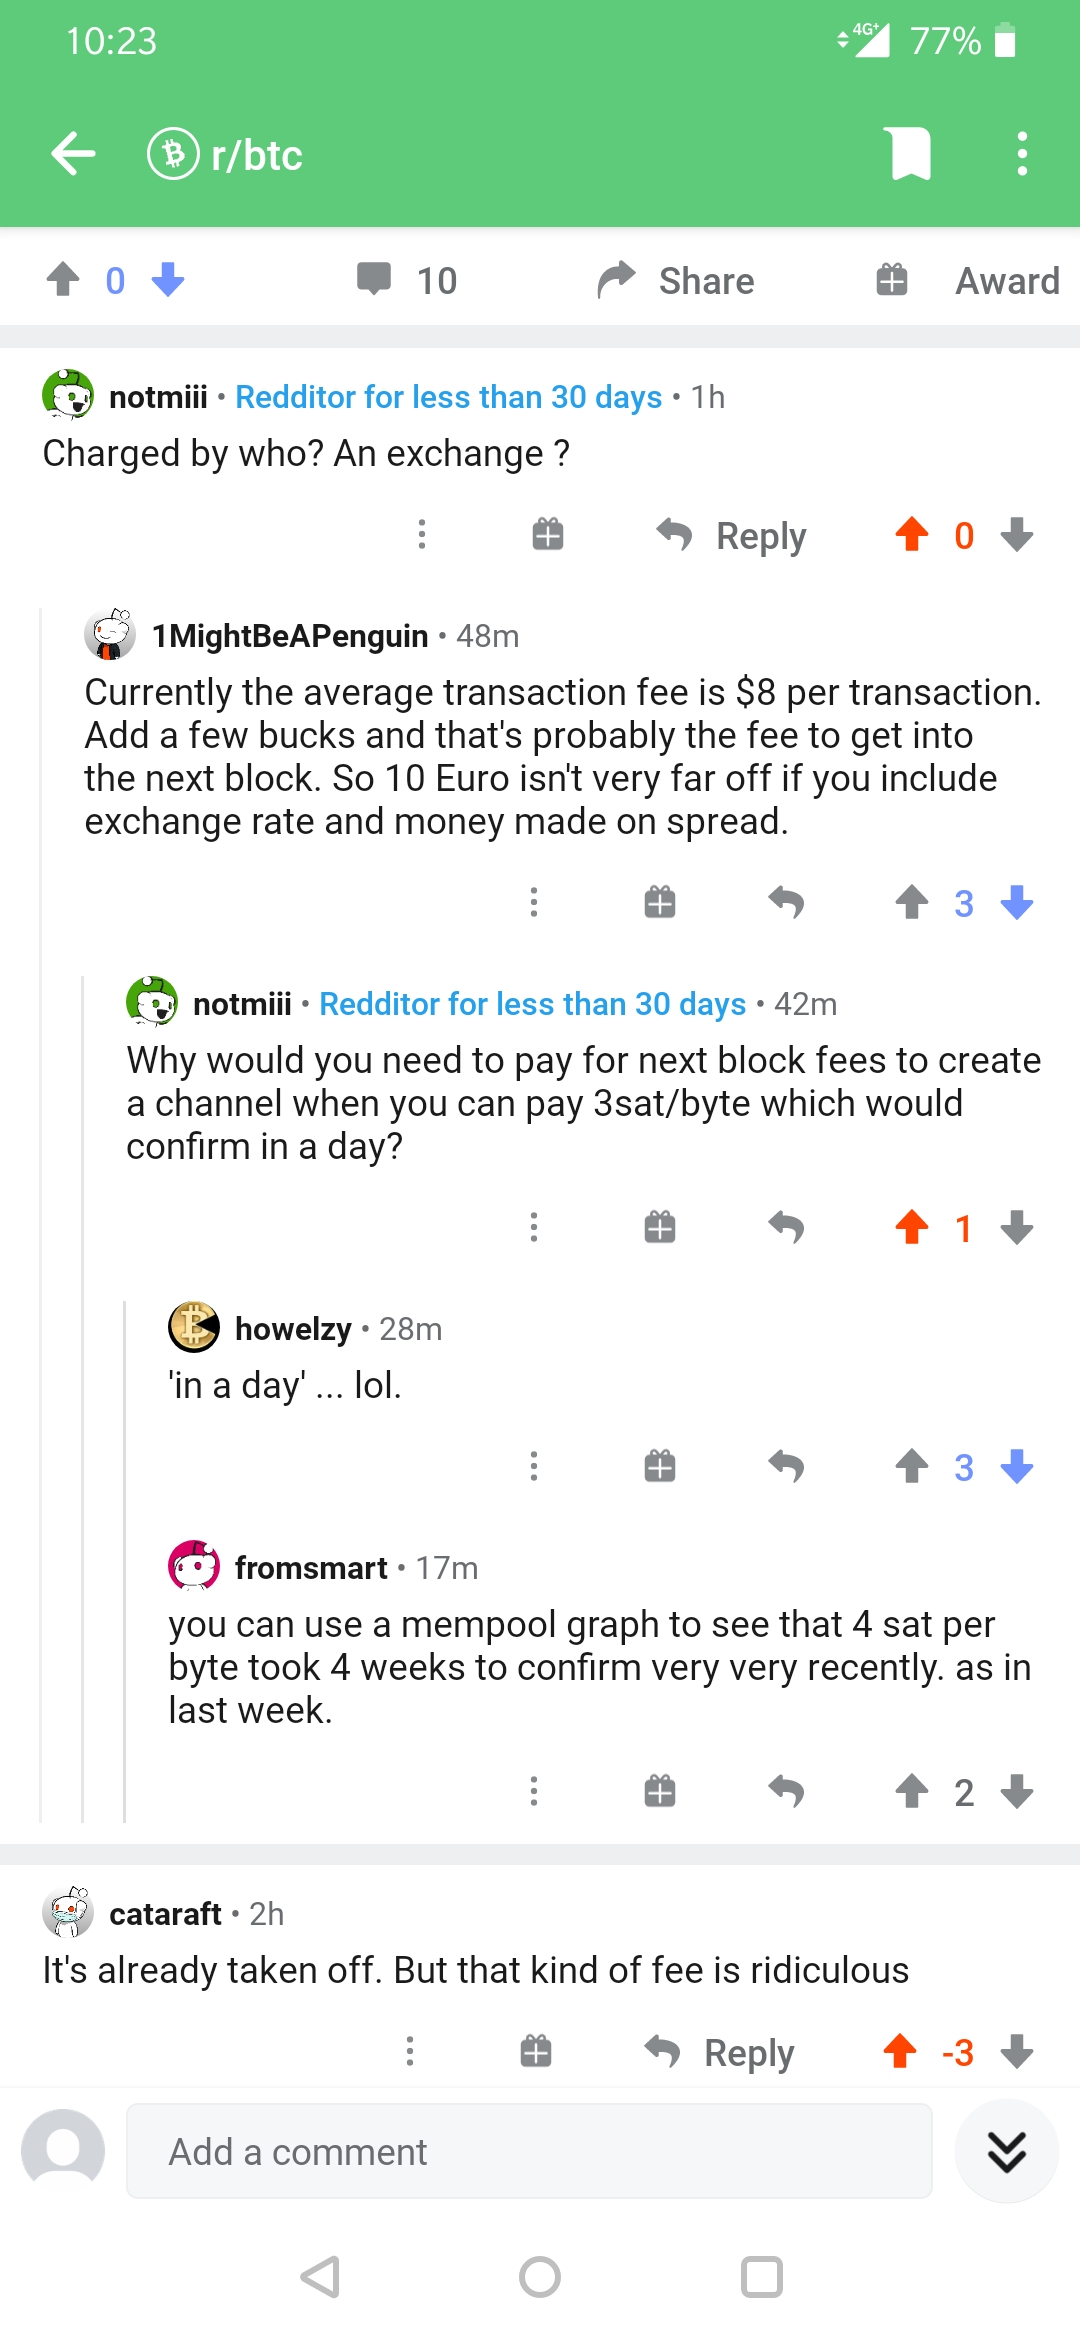 10:23
4G+ 77%
r/btc
0
10
Share
Award
notmiii • Redditor for less than 30 days • 1h
Charged by who? An exchange ?
Reply
0
1MightBeAPenguin • 48m
Currently the average transaction fee is $8 per transaction.
Add a few bucks and that's probably the fee to get into
the next block. So 10 Euro isn't very far off if you include
exchange rate and money made on spread.
3
notmiii • Redditor for less than 30 days • 42m
Why would you need to pay for next block fees to create
a channel when you can pay 3sat/byte which would
confirm in a day?
1
howelzy • 28m
'in a day' ... lol.
3
fromsmart • 17m
you can use a mempool graph to see that 4 sat per
byte took 4 weeks to confirm very very recently. as in
last week.
2
cataraft • 2h
It's already taken off. But that kind of fee is ridiculous
Reply
-3
Add a comment